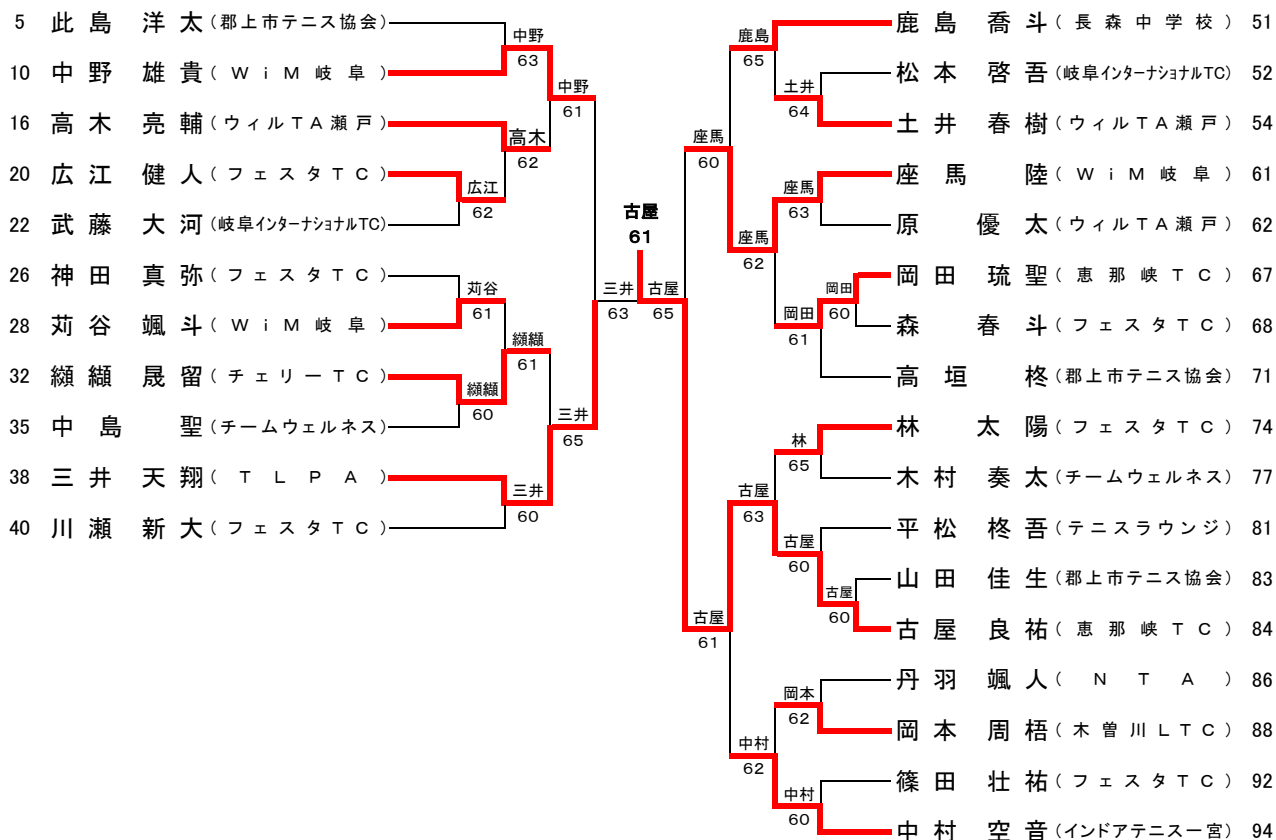 5 此島 洋太(郡上市テニス協会)
10 中野 雄貴(WiM岐阜)
16 高木 亮輔(ウィルTA瀬戸)
20 広江 健人(フェスタTC)
22 武藤 大河(岐阜インターナショナルTC)
26 神田 真弥(フェスタTC)
28 苅谷 颯斗(WiM岐阜)
32 纐纈 晟留(チェリーTC)
35 中島 聖(チームウェルネス)
38 三井 天翔(TLPA)
40 川瀬 新大(フェスタTC)
中野
63
高木
62
広江
62
中野
61
苅谷
61
纐纈
60
纐纈
61
三井
60
三井
65
三井
63
古屋
61
古屋
65
座馬
60
鹿島
65
土井
64
座馬
62
座馬
63
岡田
61
岡田
60
古屋
61
古屋
63
林
65
古屋
60
古屋
60
中村
62
岡本
62
中村
60
鹿島 喬斗(長森中学校) 51
松本 啓吾(岐阜インターナショナルTC) 52
土井 春樹(ウィルTA瀬戸) 54
座馬 陸(WiM岐阜) 61
原 優太(ウィルTA瀬戸) 62
岡田 琉聖(恵那峡TC) 67
森 春斗(フェスタTC) 68
高垣 柊(郡上市テニス協会) 71
林 太陽(フェスタTC) 74
木村 奏太(チームウェルネス) 77
平松 柊吾(テニスラウンジ) 81
山田 佳生(郡上市テニス協会) 83
古屋 良祐(恵那峡TC) 84
丹羽 颯人(NTA) 86
岡本 周梧(木曽川LTC) 88
篠田 壮祐(フェスタTC) 92
中村 空音(インドアテニス一宮) 94